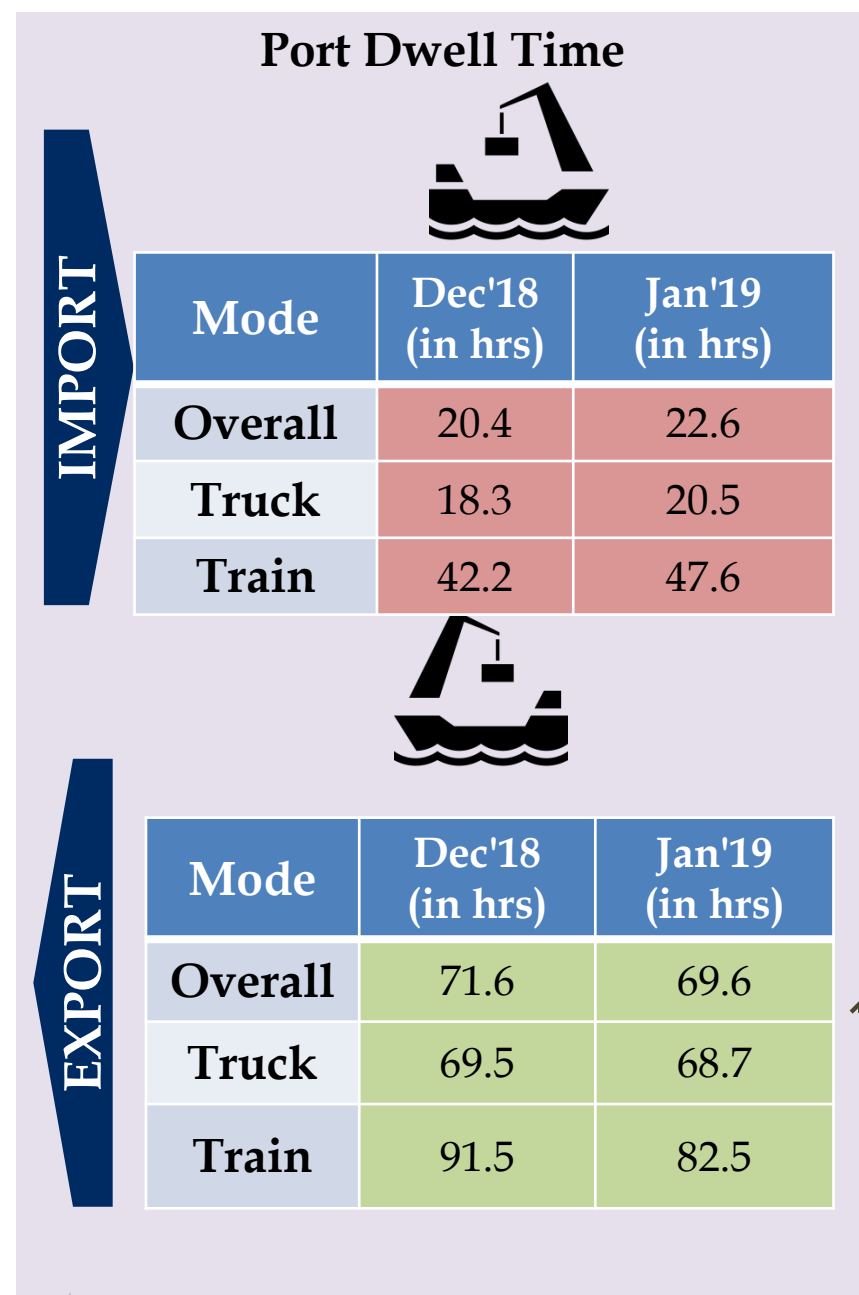 Port Dwell Time
IMPORT
Mode Dec'18 Jan'19
(in hrs) (in hrs)
Overall 20.4 22.6
Truck 18.3 20.5
Train 42.2 47.6
EXPORT
Mode Dec'18 Jan'19
(in hrs) (in hrs)
Overall 71.6 69.6
Truck 69.5 68.7
Train 91.5 82.5